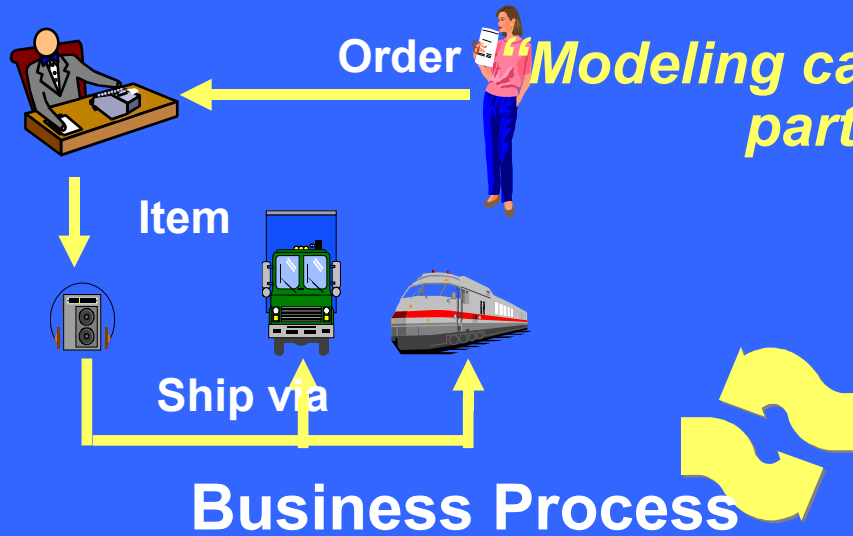 Order
“Modeling ca
part
Item
Ship via
Business Process